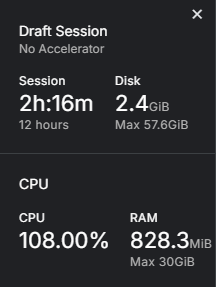 ×
Draft Session
No Accelerator
Session Disk
2h:16m 2.4GiB
12 hours Max 57.6GiB
CPU
CPU RAM
108.00% 828.3MiB
Max 30GiB